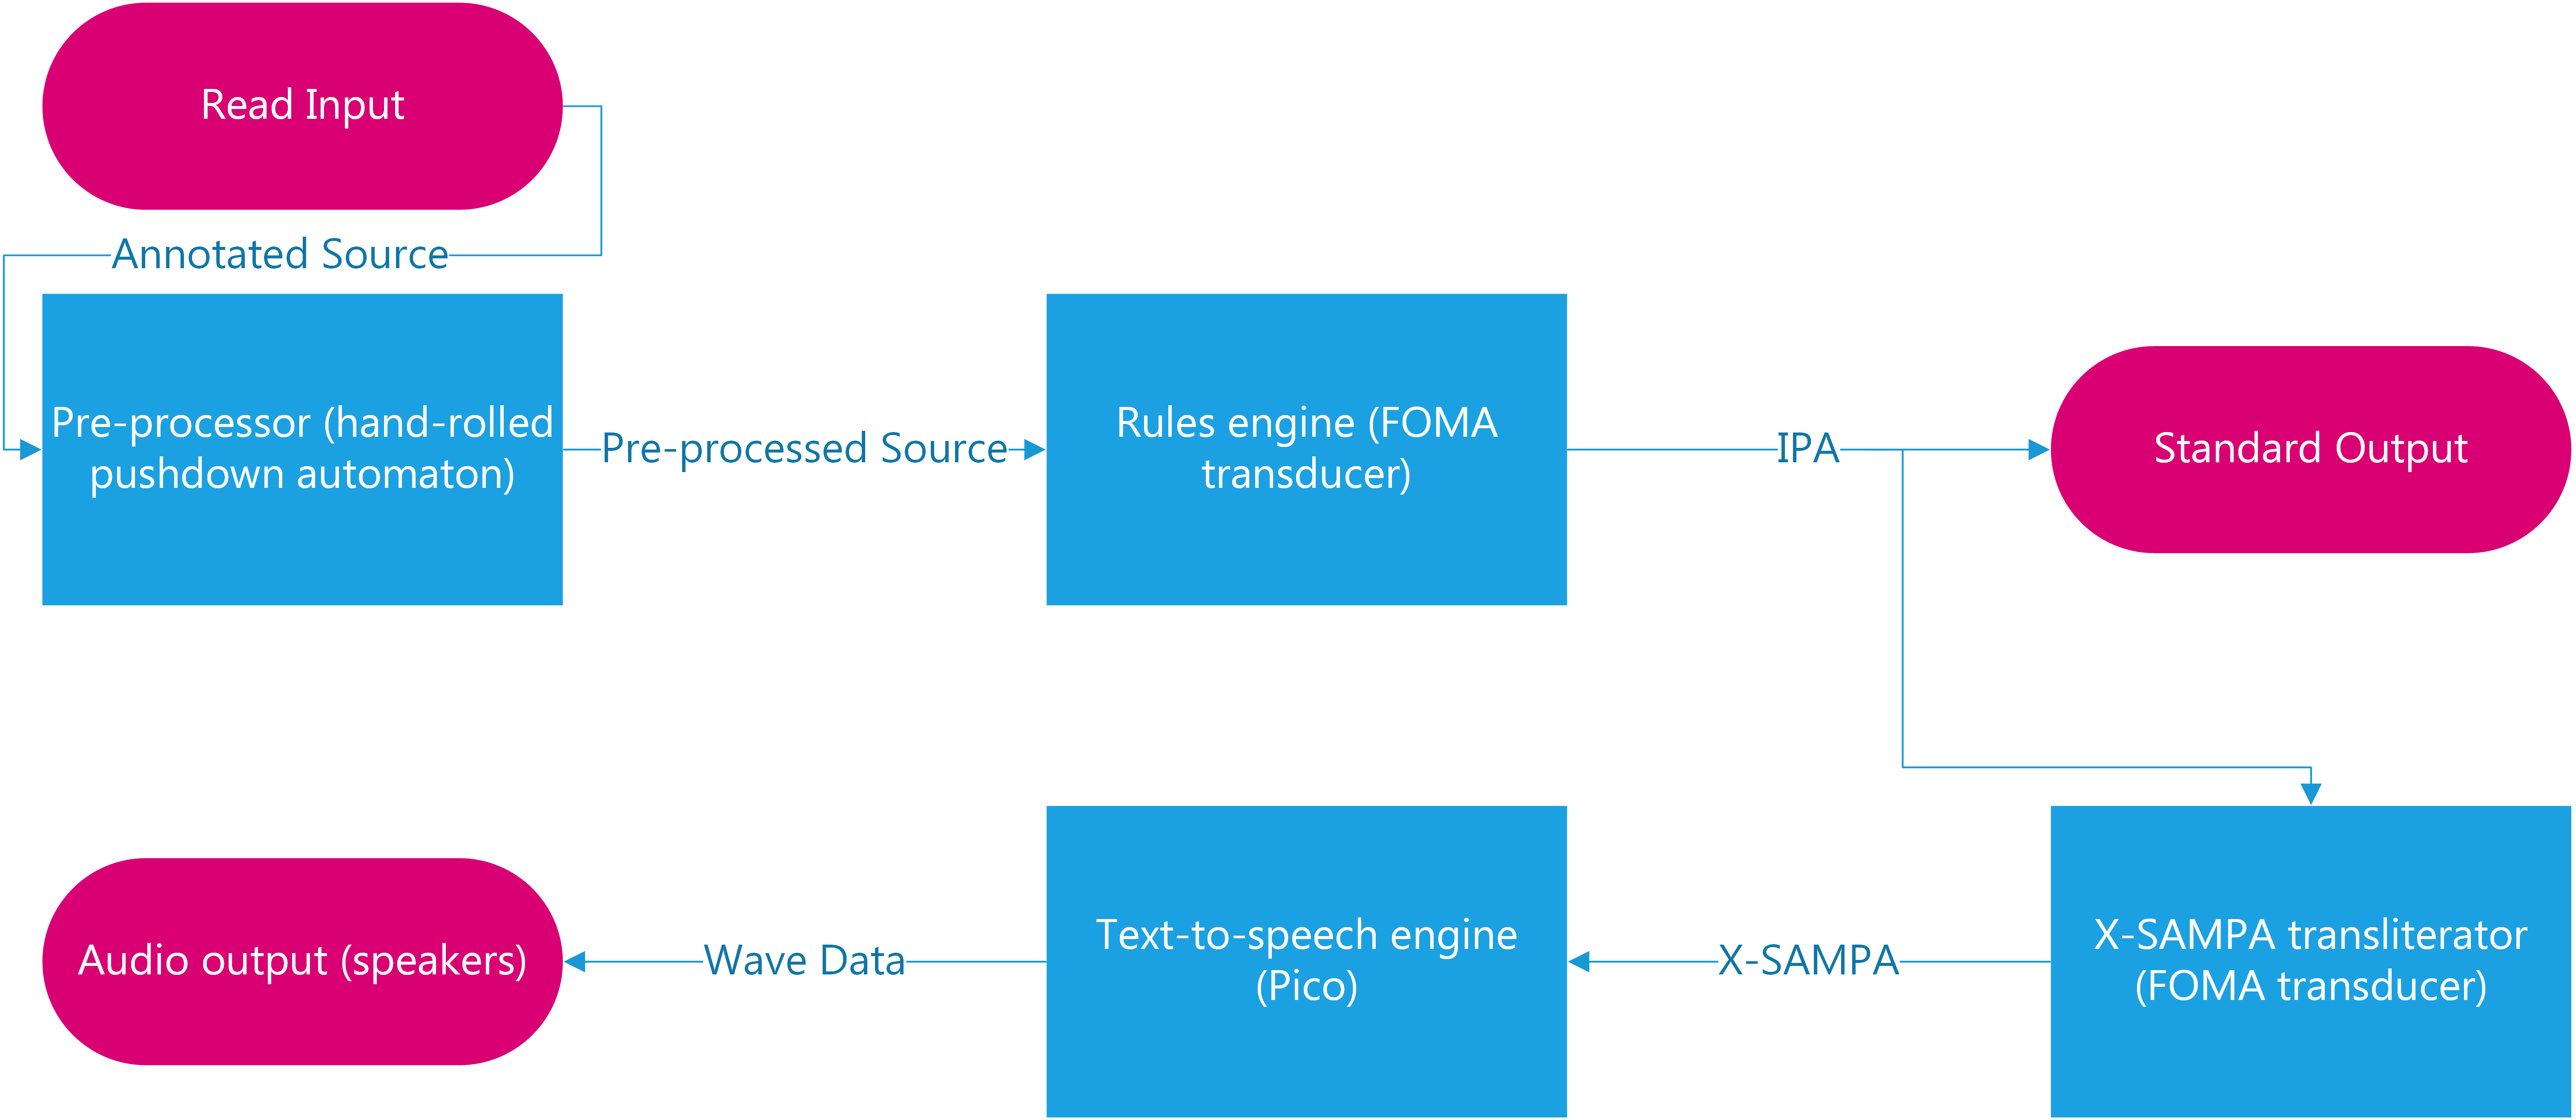 Read Input
Annotated Source
Pre-processor (hand-rolled
pushdown automaton)
Pre-processed Source
Rules engine (FOMA
transducer)
IPA
Standard Output
X-SAMPA transliterator
(FOMA transducer)
X-SAMPA
Text-to-speech engine
(Pico)
Wave Data
Audio output (speakers)